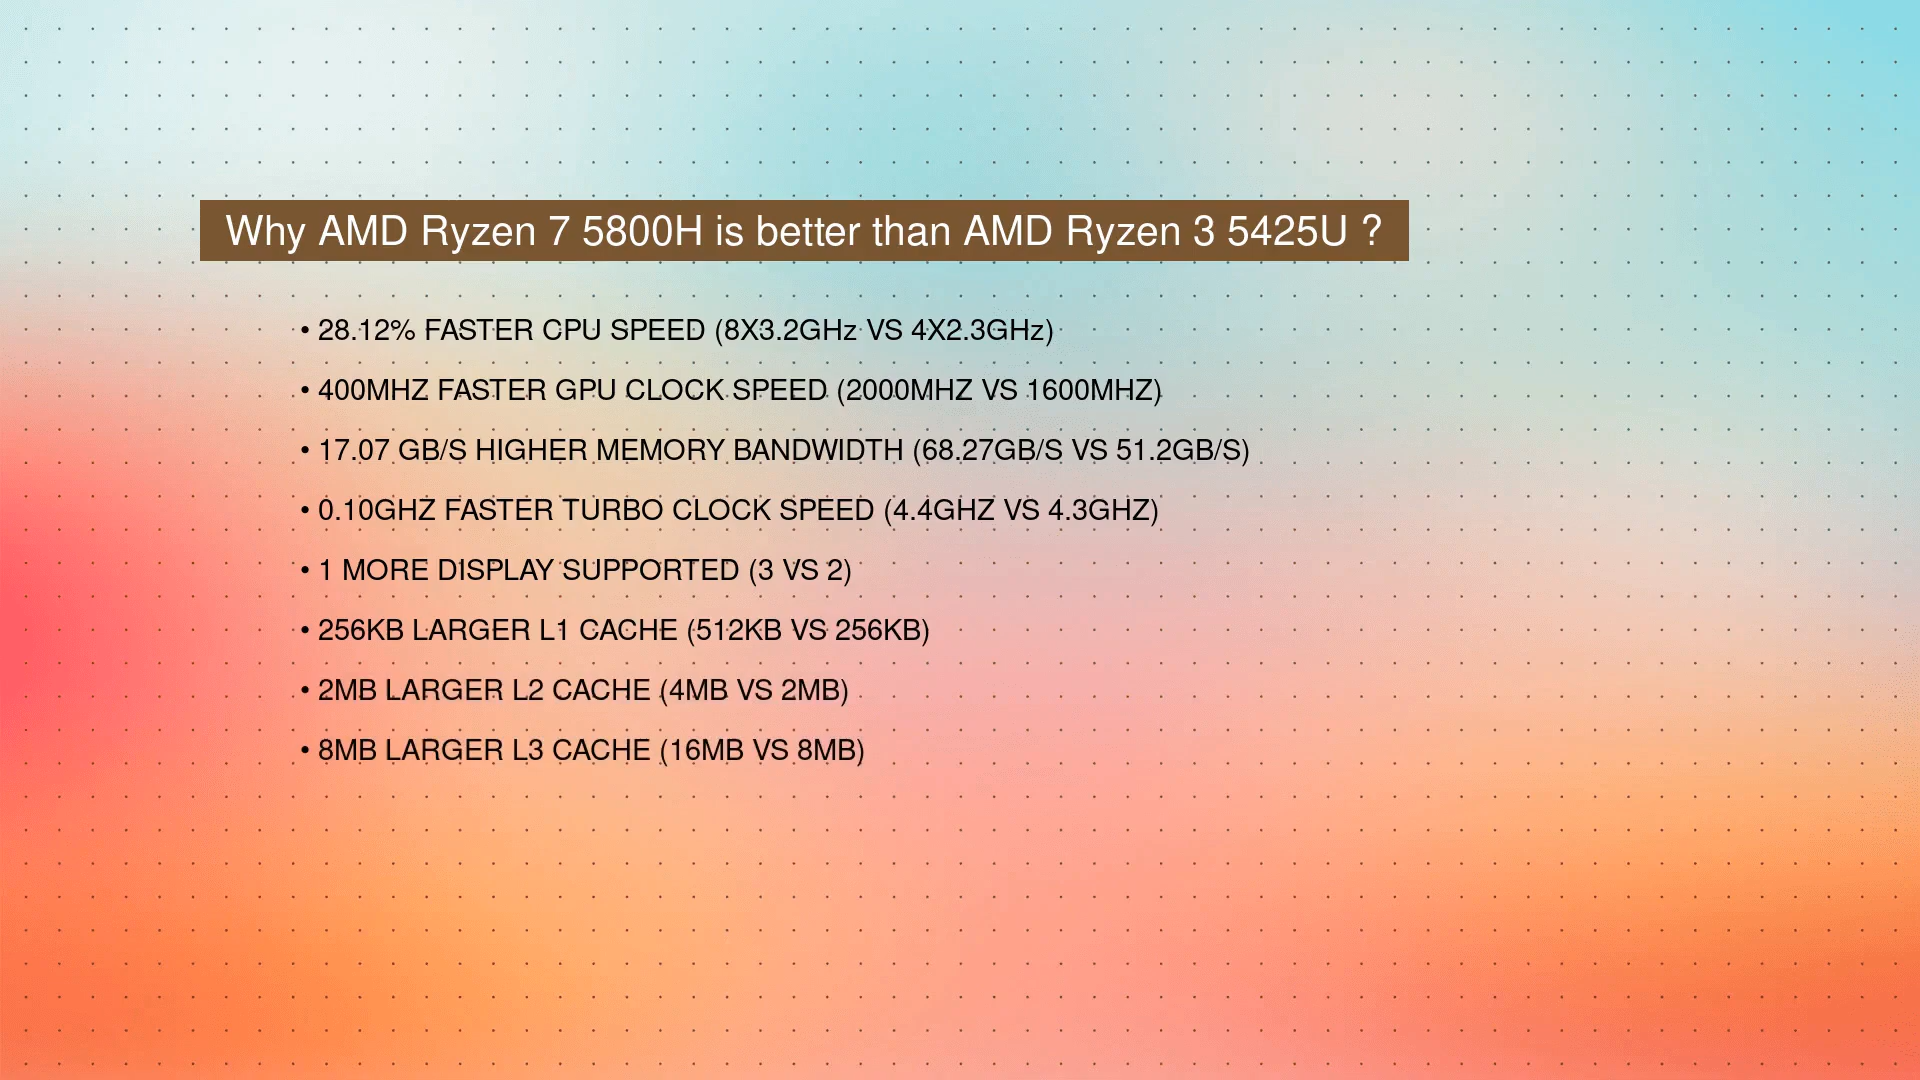 Why AMD Ryzen 7 5800H is better than AMD Ryzen 3 5425U ?
• 28.12% FASTER CPU SPEED (8X3.2GHz VS 4X2.3GHz)
• 400MHZ FASTER GPU CLOCK SPEED (2000MHZ VS 1600MHZ)
• 17.07 GB/S HIGHER MEMORY BANDWIDTH (68.27GB/S VS 51.2GB/S)
• 0.10GHZ FASTER TURBO CLOCK SPEED (4.4GHZ VS 4.3GHZ)
• 1 MORE DISPLAY SUPPORTED (3 VS 2)
• 256KB LARGER L1 CACHE (512KB VS 256KB)
• 2MB LARGER L2 CACHE (4MB VS 2MB)
• 8MB LARGER L3 CACHE (16MB VS 8MB)